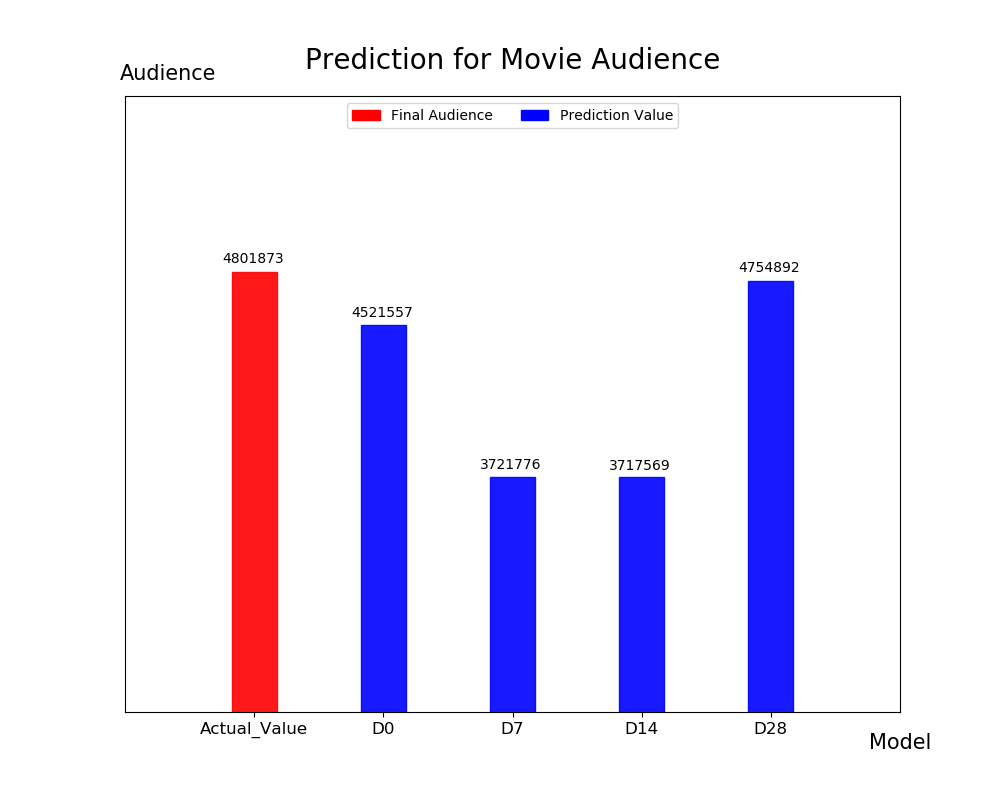 Prediction for Movie Audience
Audience
Final Audience Prediction Value
4801873
4521557
3721776
3717569
4754892
Actual_Value D0 D7 D14 D28
Model